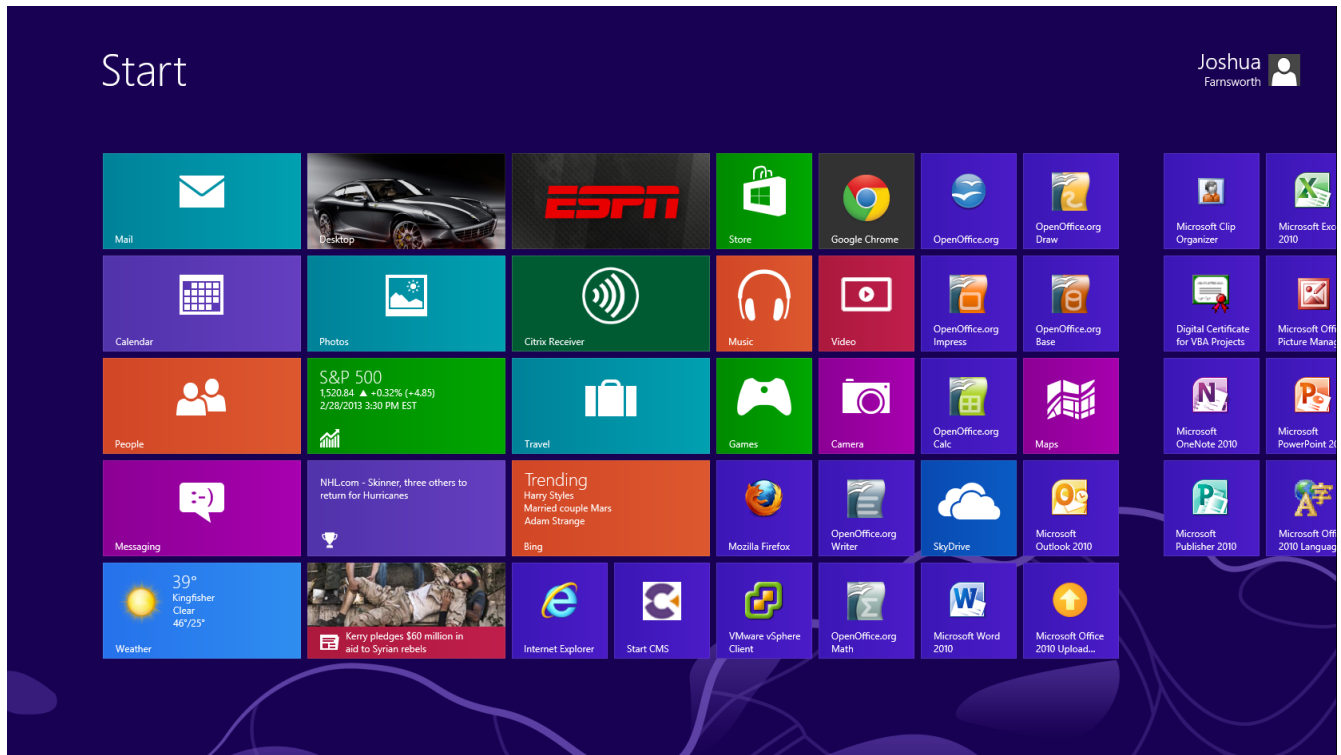 Start
Joshua
Farnsworth
Mail
Desktop
ESPN
Store
Google Chrome
OpenOffice.org
OpenOffice.org
Draw
Microsoft Clip
Organizer
Microsoft Exc
2010
Calendar
Photos
Citrix Receiver
Music
Video
OpenOffice.org
Impress
OpenOffice.org
Base
Digital Certificate
for VBA Projects
Microsoft Offi
Picture Manag
People
S&P 500
1,520.84 ▲ +0.32% (+4.85)
2/28/2013 3:30 PM EST
Travel
Games
Camera
OpenOffice.org
Calc
Maps
Microsoft
OneNote 2010
Microsoft
PowerPoint 20
Messaging
:-)
NHL.com - Skinner, three others to
return for Hurricanes
Trending
Harry Styles
Married couple Mars
Adam Strange
Bing
Mozilla Firefox
OpenOffice.org
Writer
SkyDrive
Microsoft
Outlook 2010
Microsoft
Publisher 2010
Microsoft Offi
2010 Languag
39°
Kingfisher
Clear
46°/25°
Weather
Kerry pledges $60 million in
aid to Syrian rebels
Internet Explorer
Start CMS
VMware vSphere
Client
OpenOffice.org
Math
Microsoft Word
2010
Microsoft Office
2010 Upload...